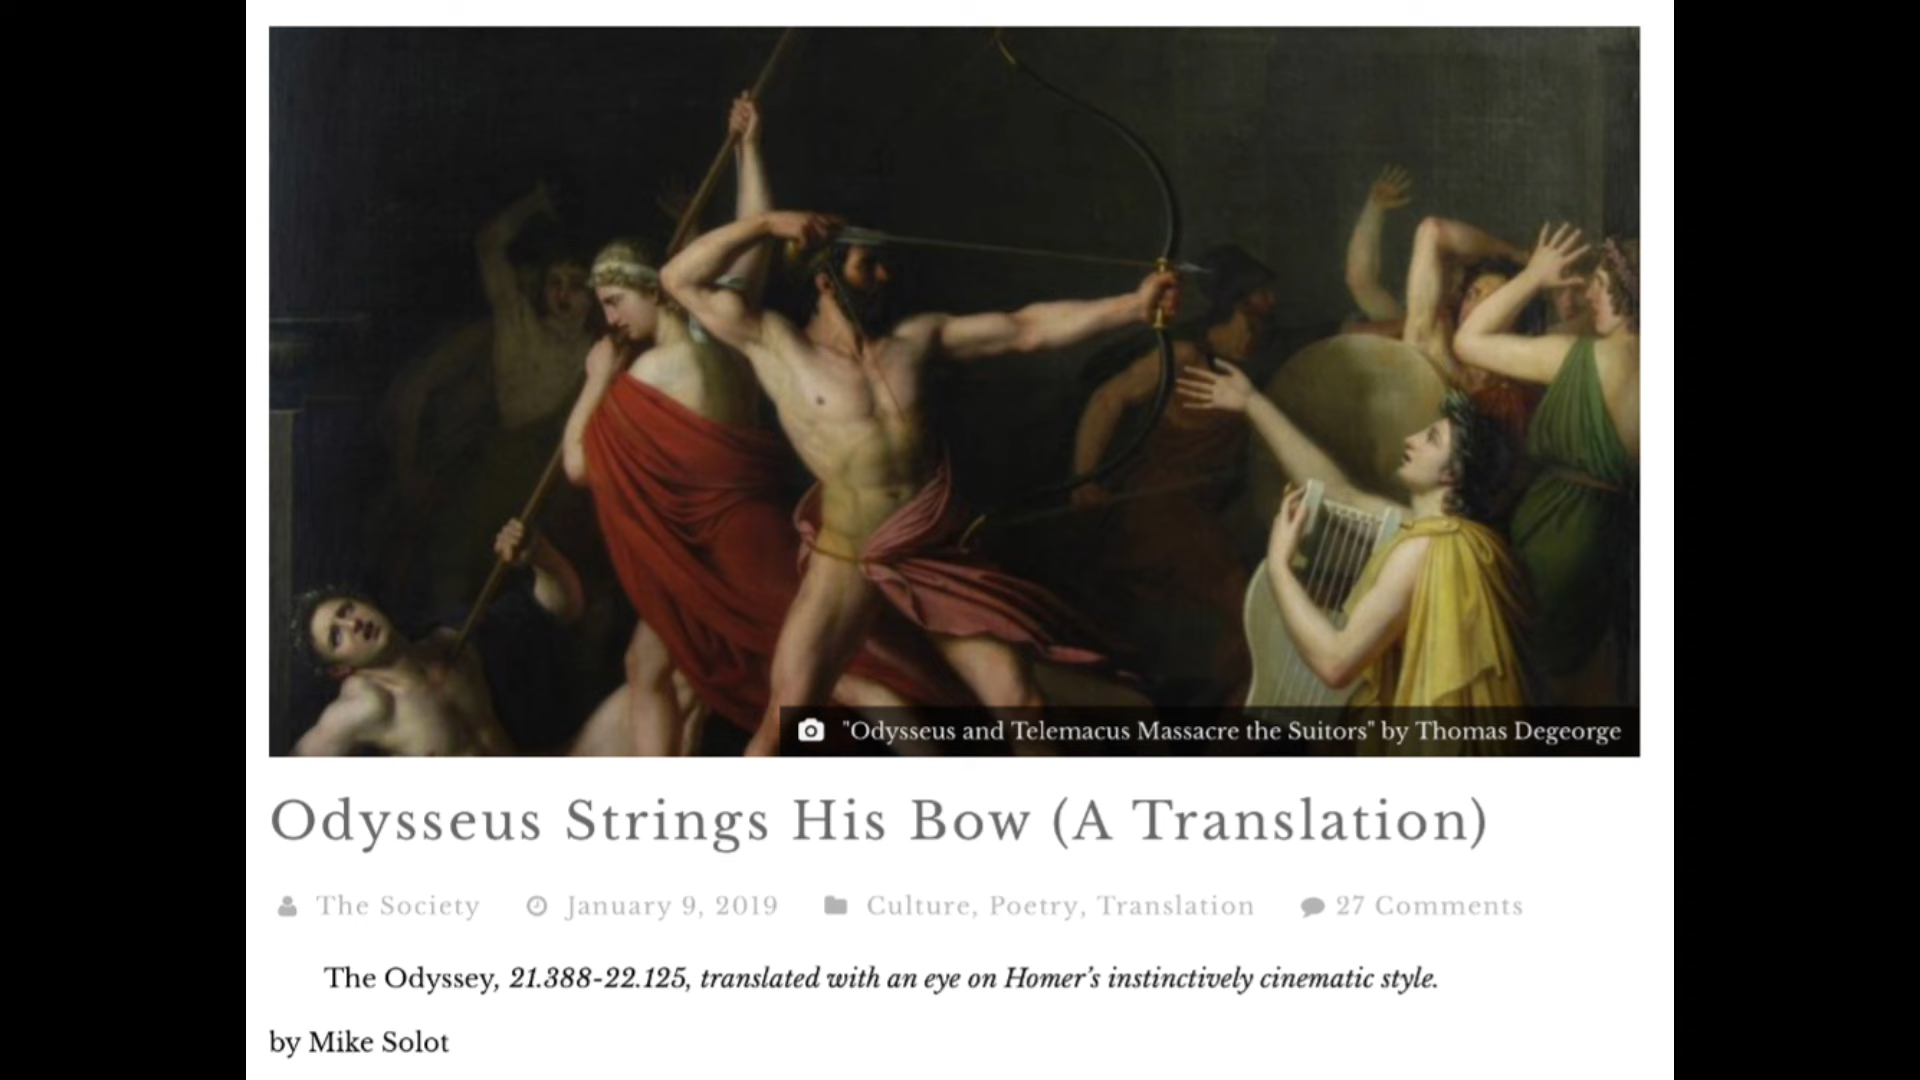 "Odysseus and Telemacus Massacre the Suitors" by Thomas Degeorge
Odysseus Strings His Bow (A Translation)
The Society January 9, 2019 Culture, Poetry, Translation 27 Comments
The Odyssey, 21.388-22.125, translated with an eye on Homer's instinctively cinematic style.
by Mike Solot